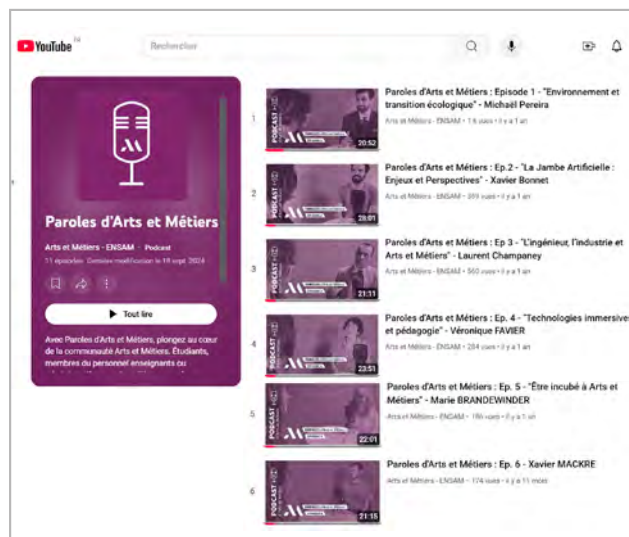 YouTube
Rechercher
Paroles d'Arts et Métiers
Arts et Métiers - ENSAM · Podcast
11 épisodes Dernière modification le 18 sept. 2024
Tout lire
Avec Paroles d'Arts et Métiers, plongez au cœur
de la communauté Arts et Métiers. Étudiants,
membres du personnel enseignants ou
1
PODCAST
20:52
Paroles d'Arts et Métiers : Episode 1 - "Environnement et
transition écologique" - Michaël Pereira
Arts et Métiers - ENSAM • 1,6 vues • il y a 1 an
2
PODCAST
Paroles d'Arts et Métiers : Ep.2 - "La Jambe Artificielle :
Enjeux et Perspectives" - Xavier Bonnet
Arts et Métiers - ENSAM • vues • il y a 1 an
3
PODCAST
21:11
Paroles d'Arts et Métiers : Ep 3 - "L'ingénieur, l'industrie et
Arts et Métiers" - Laurent Champaney
Arts et Métiers - ENSAM • 560 vues • il y a 1 an
4
PODCAST
23:51
Paroles d'Arts et Métiers : Ep. 4 - "Technologies immersives
et pédagogie" - Véronique FAVIER
Arts et Métiers - ENSAM • 284 vues • il y a 1 an
5
PODCAST
22:01
Paroles d'Arts et Métiers : Ep. 5 - "Être incubé à Arts et
Métiers" - Marie BRANDEWINDER
Arts et Métiers - ENSAM • 186 vues • il y a 1 an
6
PODCAST
21:15
Paroles d'Arts et Métiers : Ep. 6 - Xavier MACKRE
Arts et Métiers - ENSAM • 174 vues • il y a 11 mois